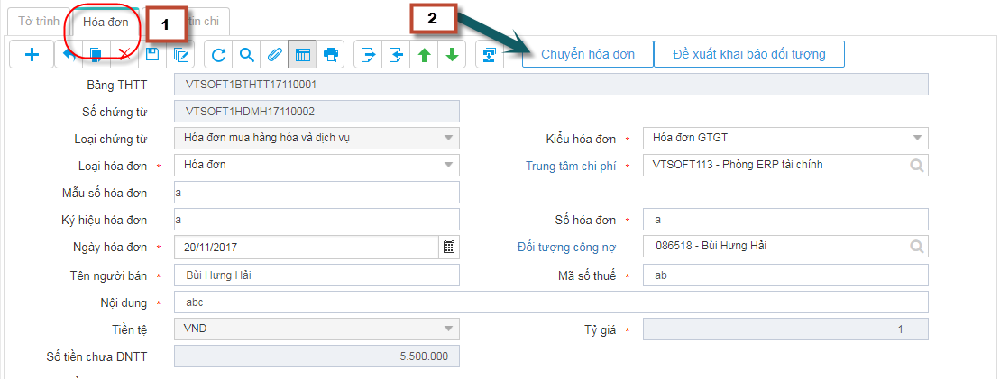 Tờ trình Hóa đơn 1 tin chi
2
Chuyển hóa đơn Đề xuất khai báo đối tượng
Bảng THTT VTSOFT1BTHTT17110001
Số chứng từ VTSOFT1HDMH17110002
Loại chứng từ Hóa đơn mua hàng hóa và dịch vụ Kiểu hóa đơn * Hóa đơn GTGT
Loại hóa đơn * Hóa đơn Trung tâm chi phí * VTSOFT113 - Phòng ERP tài chính
Mẫu số hóa đơn a
Ký hiệu hóa đơn a Số hóa đơn * a
Ngày hóa đơn * 20/11/2017 Đối tượng công nợ 086518 - Bùi Hưng Hải
Tên người bán * Bùi Hưng Hải Mã số thuế * ab
Nội dung * abc
Tiền tệ VND Tỷ giá * 1
Số tiền chưa ĐNTT 5.500.000